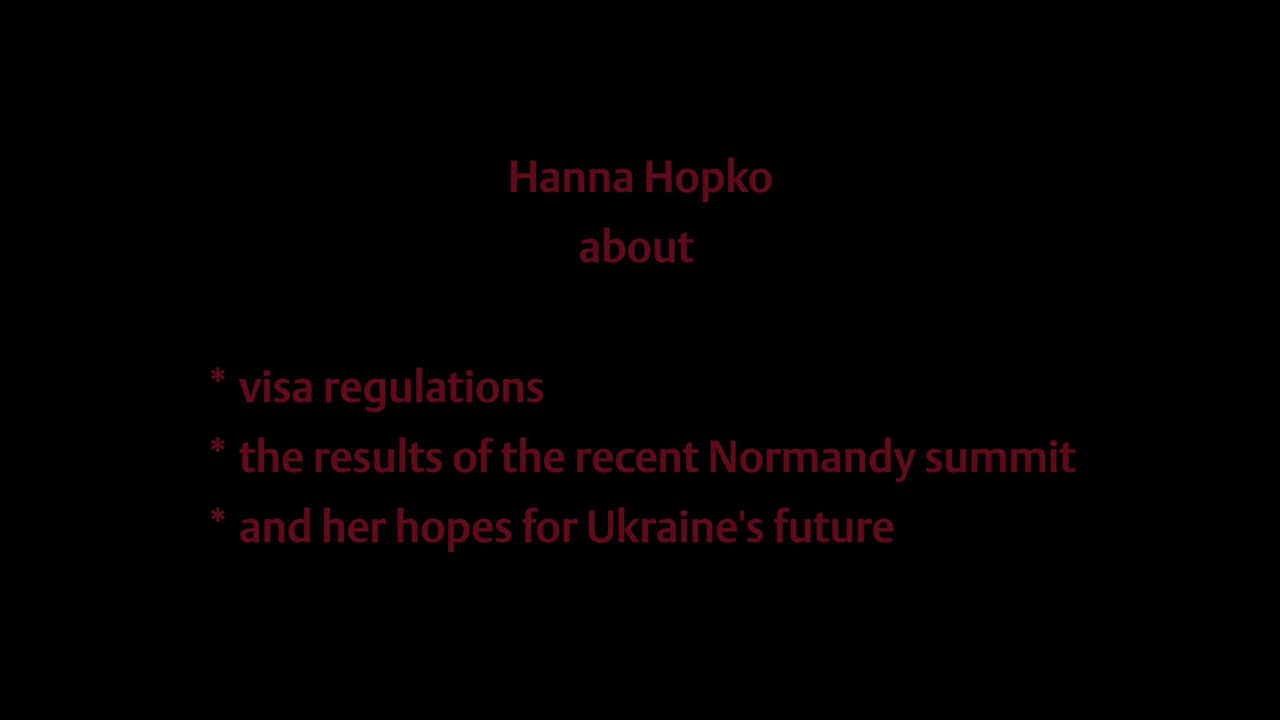 Hanna Hopko
about
* visa regulations
* the results of the recent Normandy summit
* and her hopes for Ukraine's future